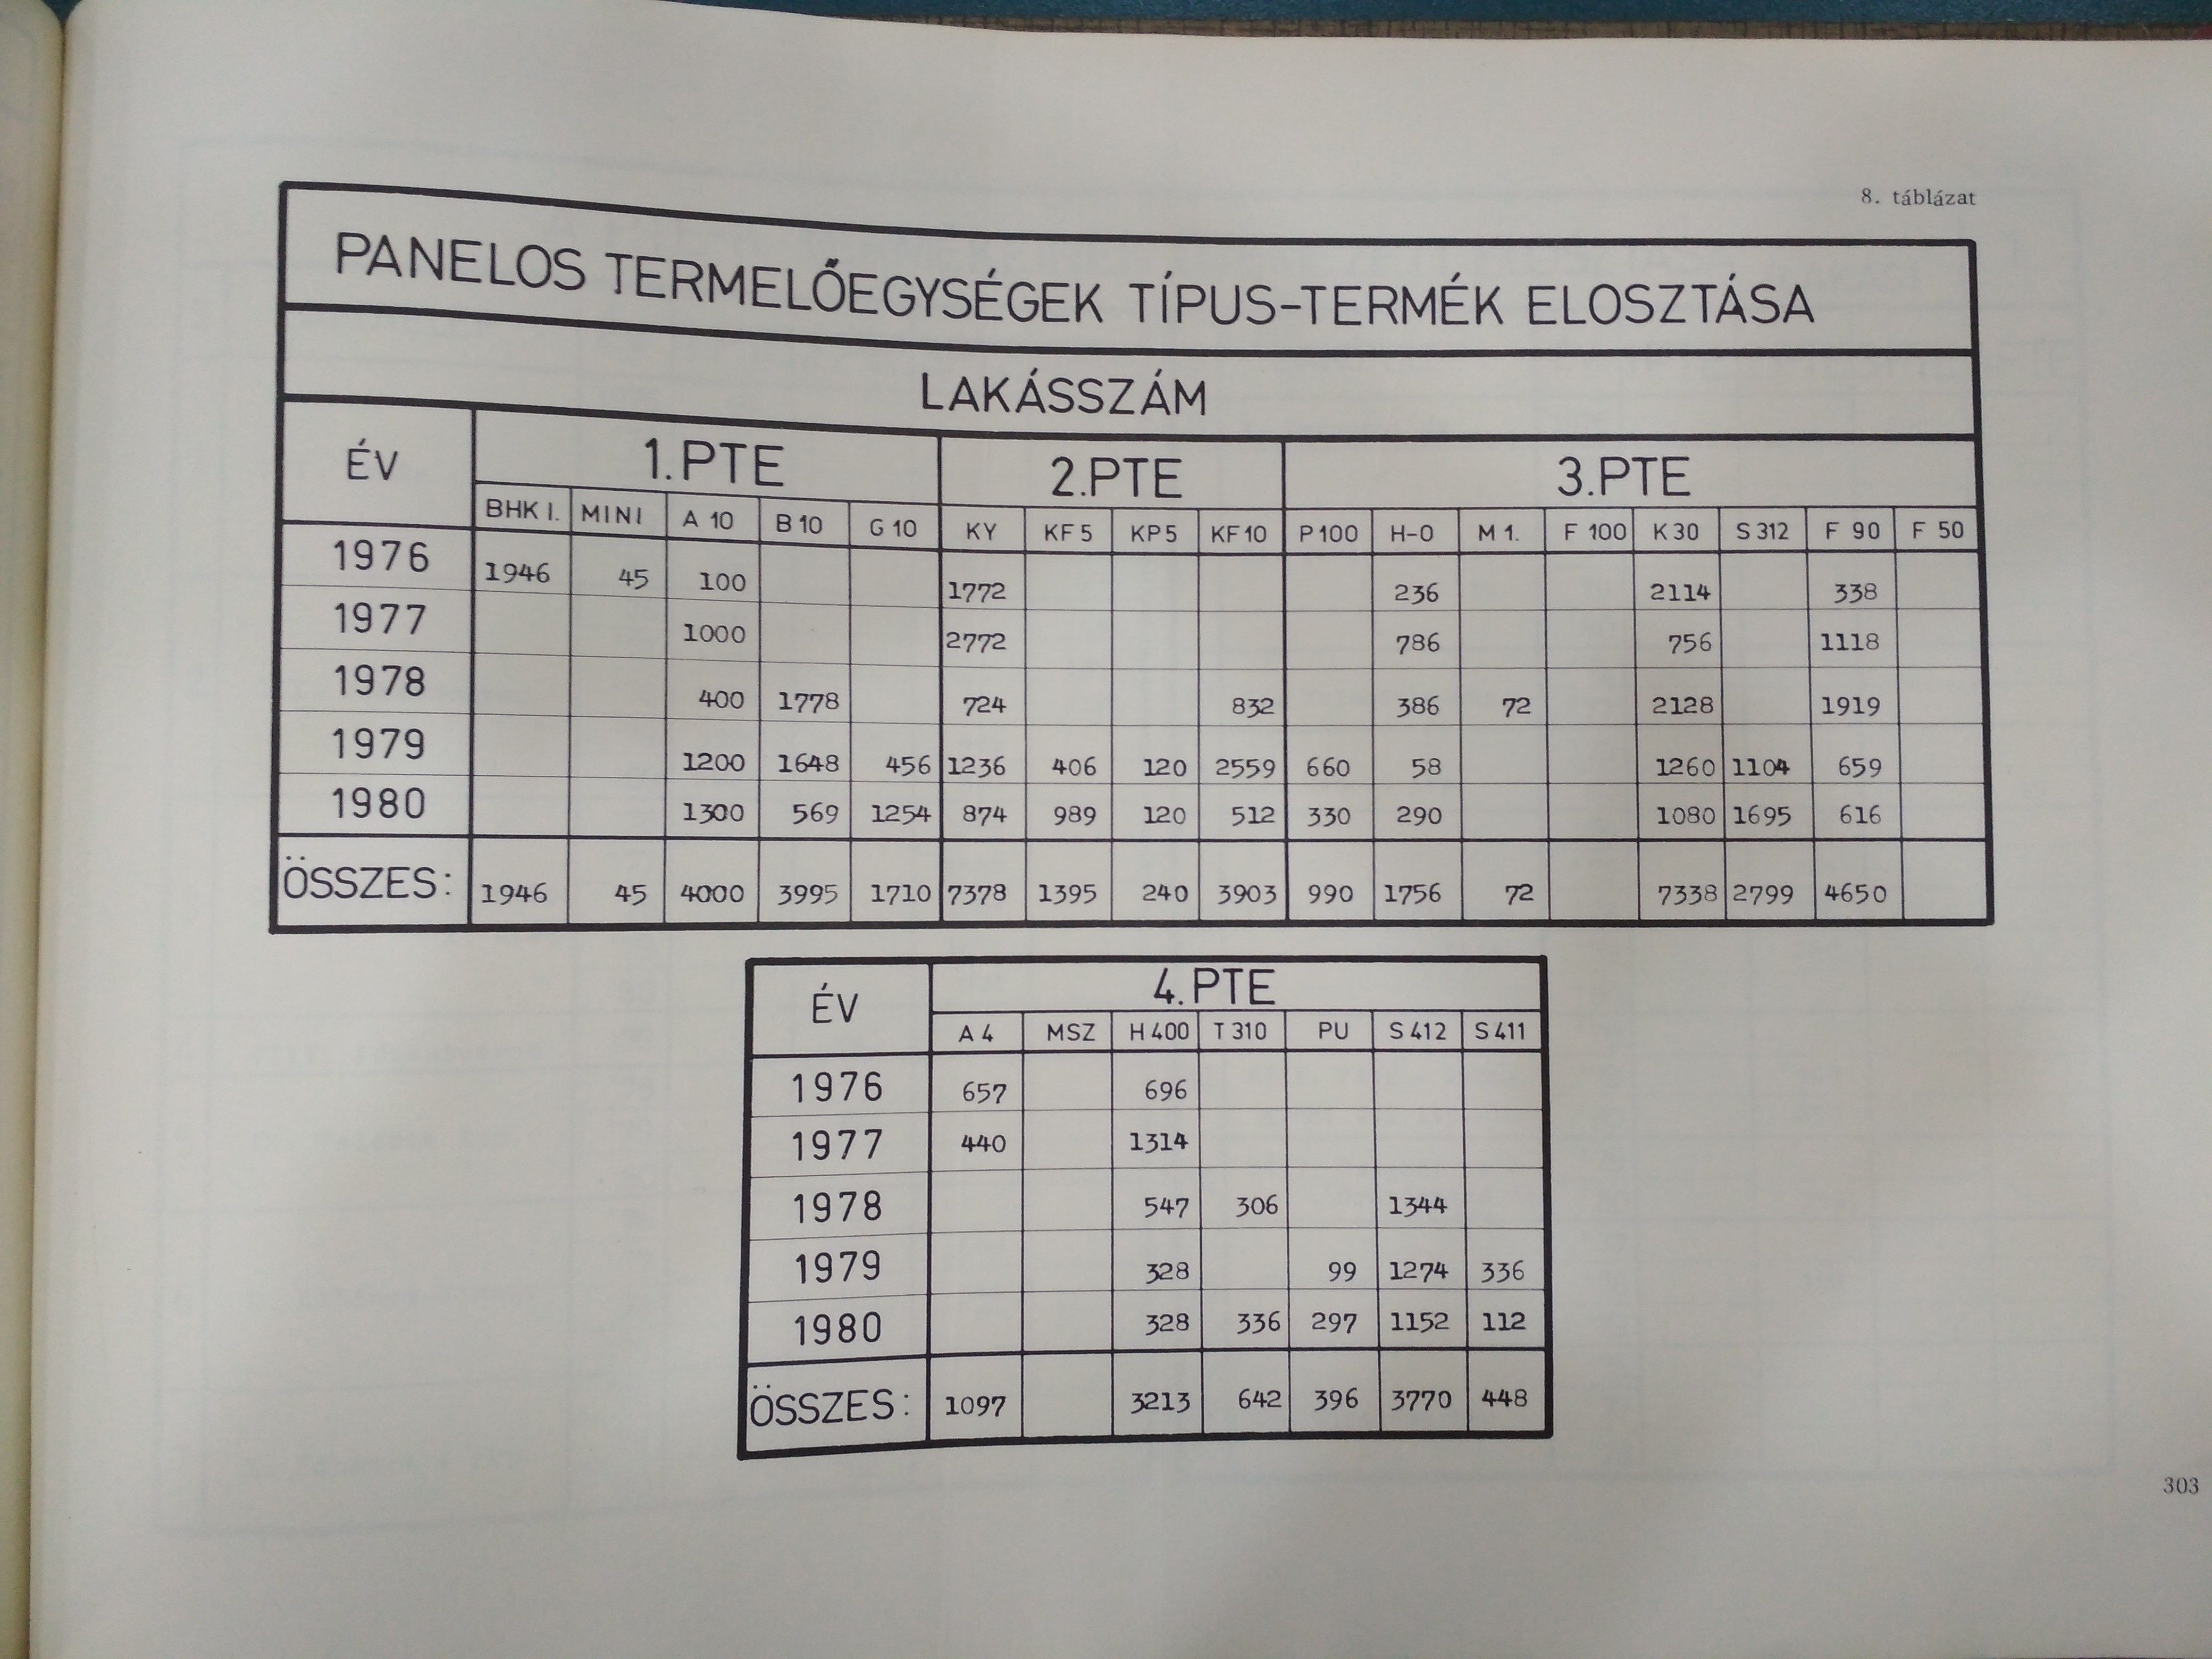 8. táblázat
PANELOS TERMELŐEGYSÉGEK TÍPUS-TERMÉK ELOSZTÁSA
LAKÁSSZÁM
ÉV 1.PTE 2.PTE 3.PTE
BHK I. MINI A 10 B 10 G 10 KY KF 5 KP 5 KF 10 P 100 H-0 M 1. F 100 K 30 S 312 F 90 F 50
1976 1946 45 100 1772 236 2114 338
1977 1000 2772 786 756 1118
1978 400 1778 724 832 386 72 2128 1919
1979 1200 1648 456 1236 406 120 2559 660 58 1260 1104 659
1980 1300 569 1254 874 989 120 512 330 290 1080 1695 616
ÖSSZES: 1946 45 4000 3995 1710 7378 1395 240 3903 990 1756 72 7338 2799 4650
ÉV 4.PTE
A 4 MSZ H 400 T 310 PU S 412 S 411
1976 657 696
1977 440 1314
1978 547 306 1344
1979 328 99 1274 336
1980 328 336 297 1152 112
ÖSSZES: 1097 3213 642 396 3770 448
303